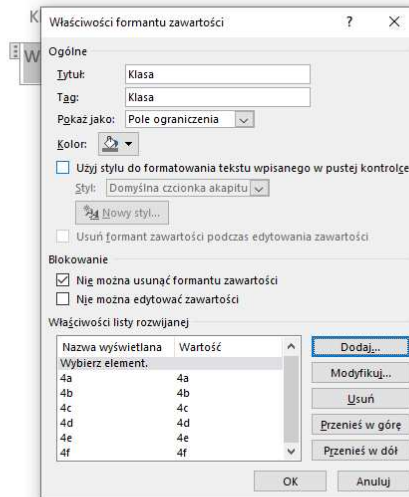 K
W
Właściwości formantu zawartości ? ×
Ogólne
Tytuł: Klasa
Tag: Klasa
Pokaż jako: Pole ograniczenia
Kolor:
Użyj stylu do formatowania tekstu wpisanego w pustej kontrolce
Styl: Domyślna czcionka akapitu
Nowy styl...
Usuń formant zawartości podczas edytowania zawartości
Blokowanie
Nie można usunąć formantu zawartości
Nie można edytować zawartości
Właściwości listy rozwijanej
Nazwa wyświetlana Wartość
Wybierz element.
4a 4a
4b 4b
4c 4c
4d 4d
4e 4e
4f 4f
Dodaj...
Modyfikuj...
Usuń
Przenieś w górę
Przenieś w dół
OK Anuluj